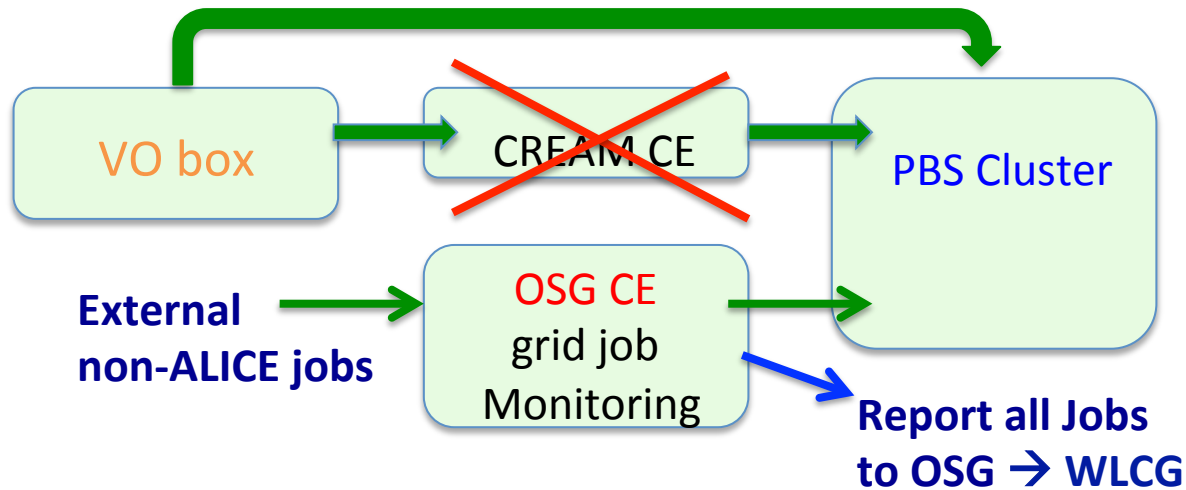 VO box
CREAM CE
PBS Cluster
External
non-ALICE jobs
OSG CE
grid job
Monitoring
Report all Jobs
to OSG → WLCG